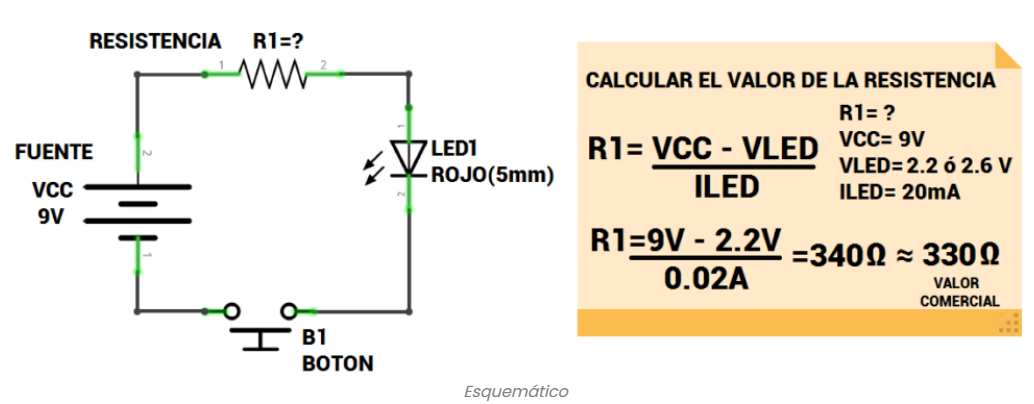 RESISTENCIA R1=?
1 2
FUENTE
2
VCC
9V
1
1
LED1
ROJO(5mm)
2
B1
BOTON
CALCULAR EL VALOR DE LA RESISTENCIA
R1= VCC - VLED
ILED
R1= ?
VCC= 9V
VLED= 2.2 ó 2.6 V
ILED= 20mA
R1=9V - 2.2V
0.02A
=340Ω ≈ 330Ω
VALOR
COMERCIAL
Esquemático